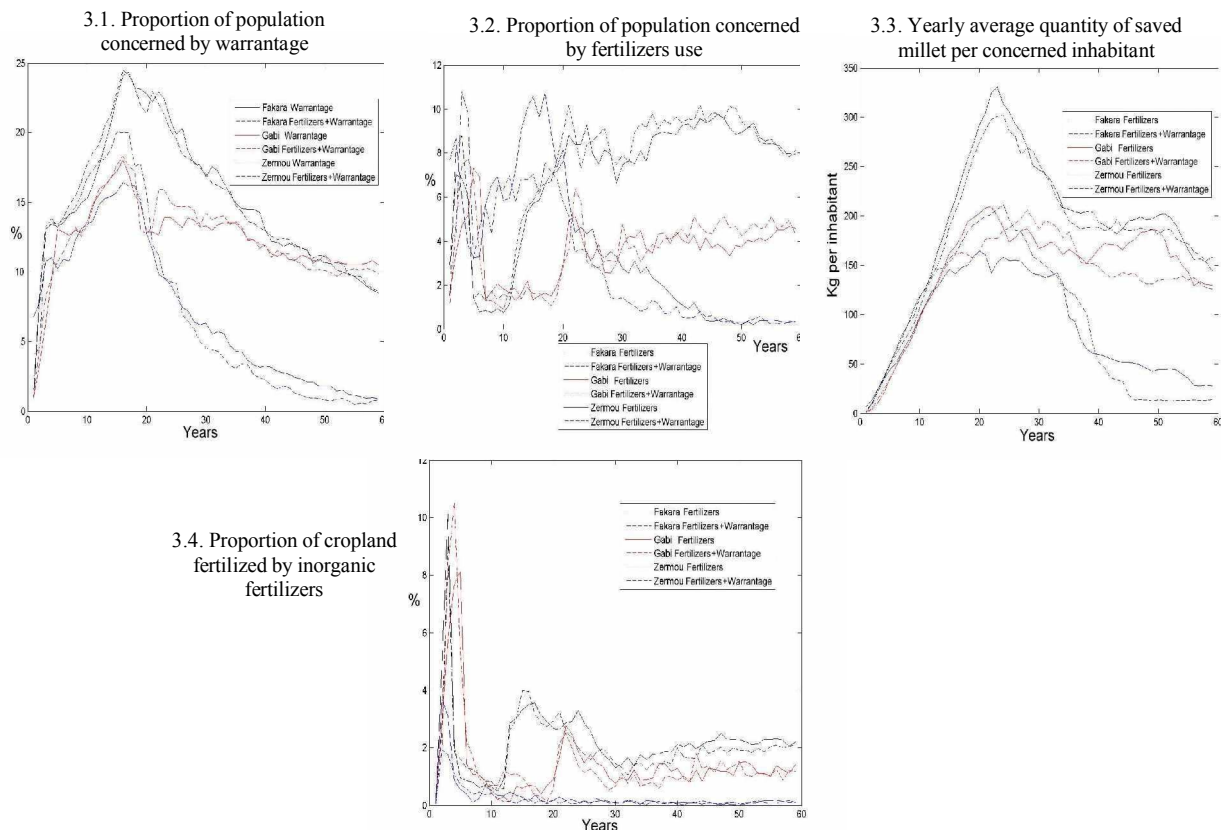 3.1. Proportion of population
concerned by warrantage
25
20
15
%
10
5
0
0
10
20
30
40
50
6
Years
Fakara Warrantage
Fakara Fertilizers+Warrantage
Gabi Warrantage
Gabi Fertilizers+Warrantage
Zermou Warrantage
Zermou Fertilizers+Warrantage
3.2. Proportion of population concerned
by fertilizers use
12
10
8
%
6
4
2
0
0
10
20
30
40
50
6
Years
Fakara Fertilizers
Fakara Fertilizers+Warrantage
Gabi Fertilizers
Gabi Fertilizers+Warrantage
Zermou Fertilizers
Zermou Fertilizers+Warrantage
3.3. Yearly average quantity of saved
millet per concerned inhabitant
350
300
250
200
150
100
50
0
Kg per inhabitant
0
10
20
30
40
50
60
Years
Fakara Fertilizers
Fakara Fertilizers+Warrantage
Gabi Fertilizers
Gabi Fertilizers+Warrantage
Zermou Fertilizers
Zermou Fertilizers+Warrantage
3.4. Proportion of cropland
fertilized by inorganic
fertilizers
12
10
8
%
6
4
2
0
0
10
20
30
40
50
60
Years
Fakara Fertilizers
Fakara Fertilizers+Warrantage
Gabi Fertilizers
Gabi Fertilizers+Warrantage
Zermou Fertilizers
Zermou Fertilizers+Warrantage